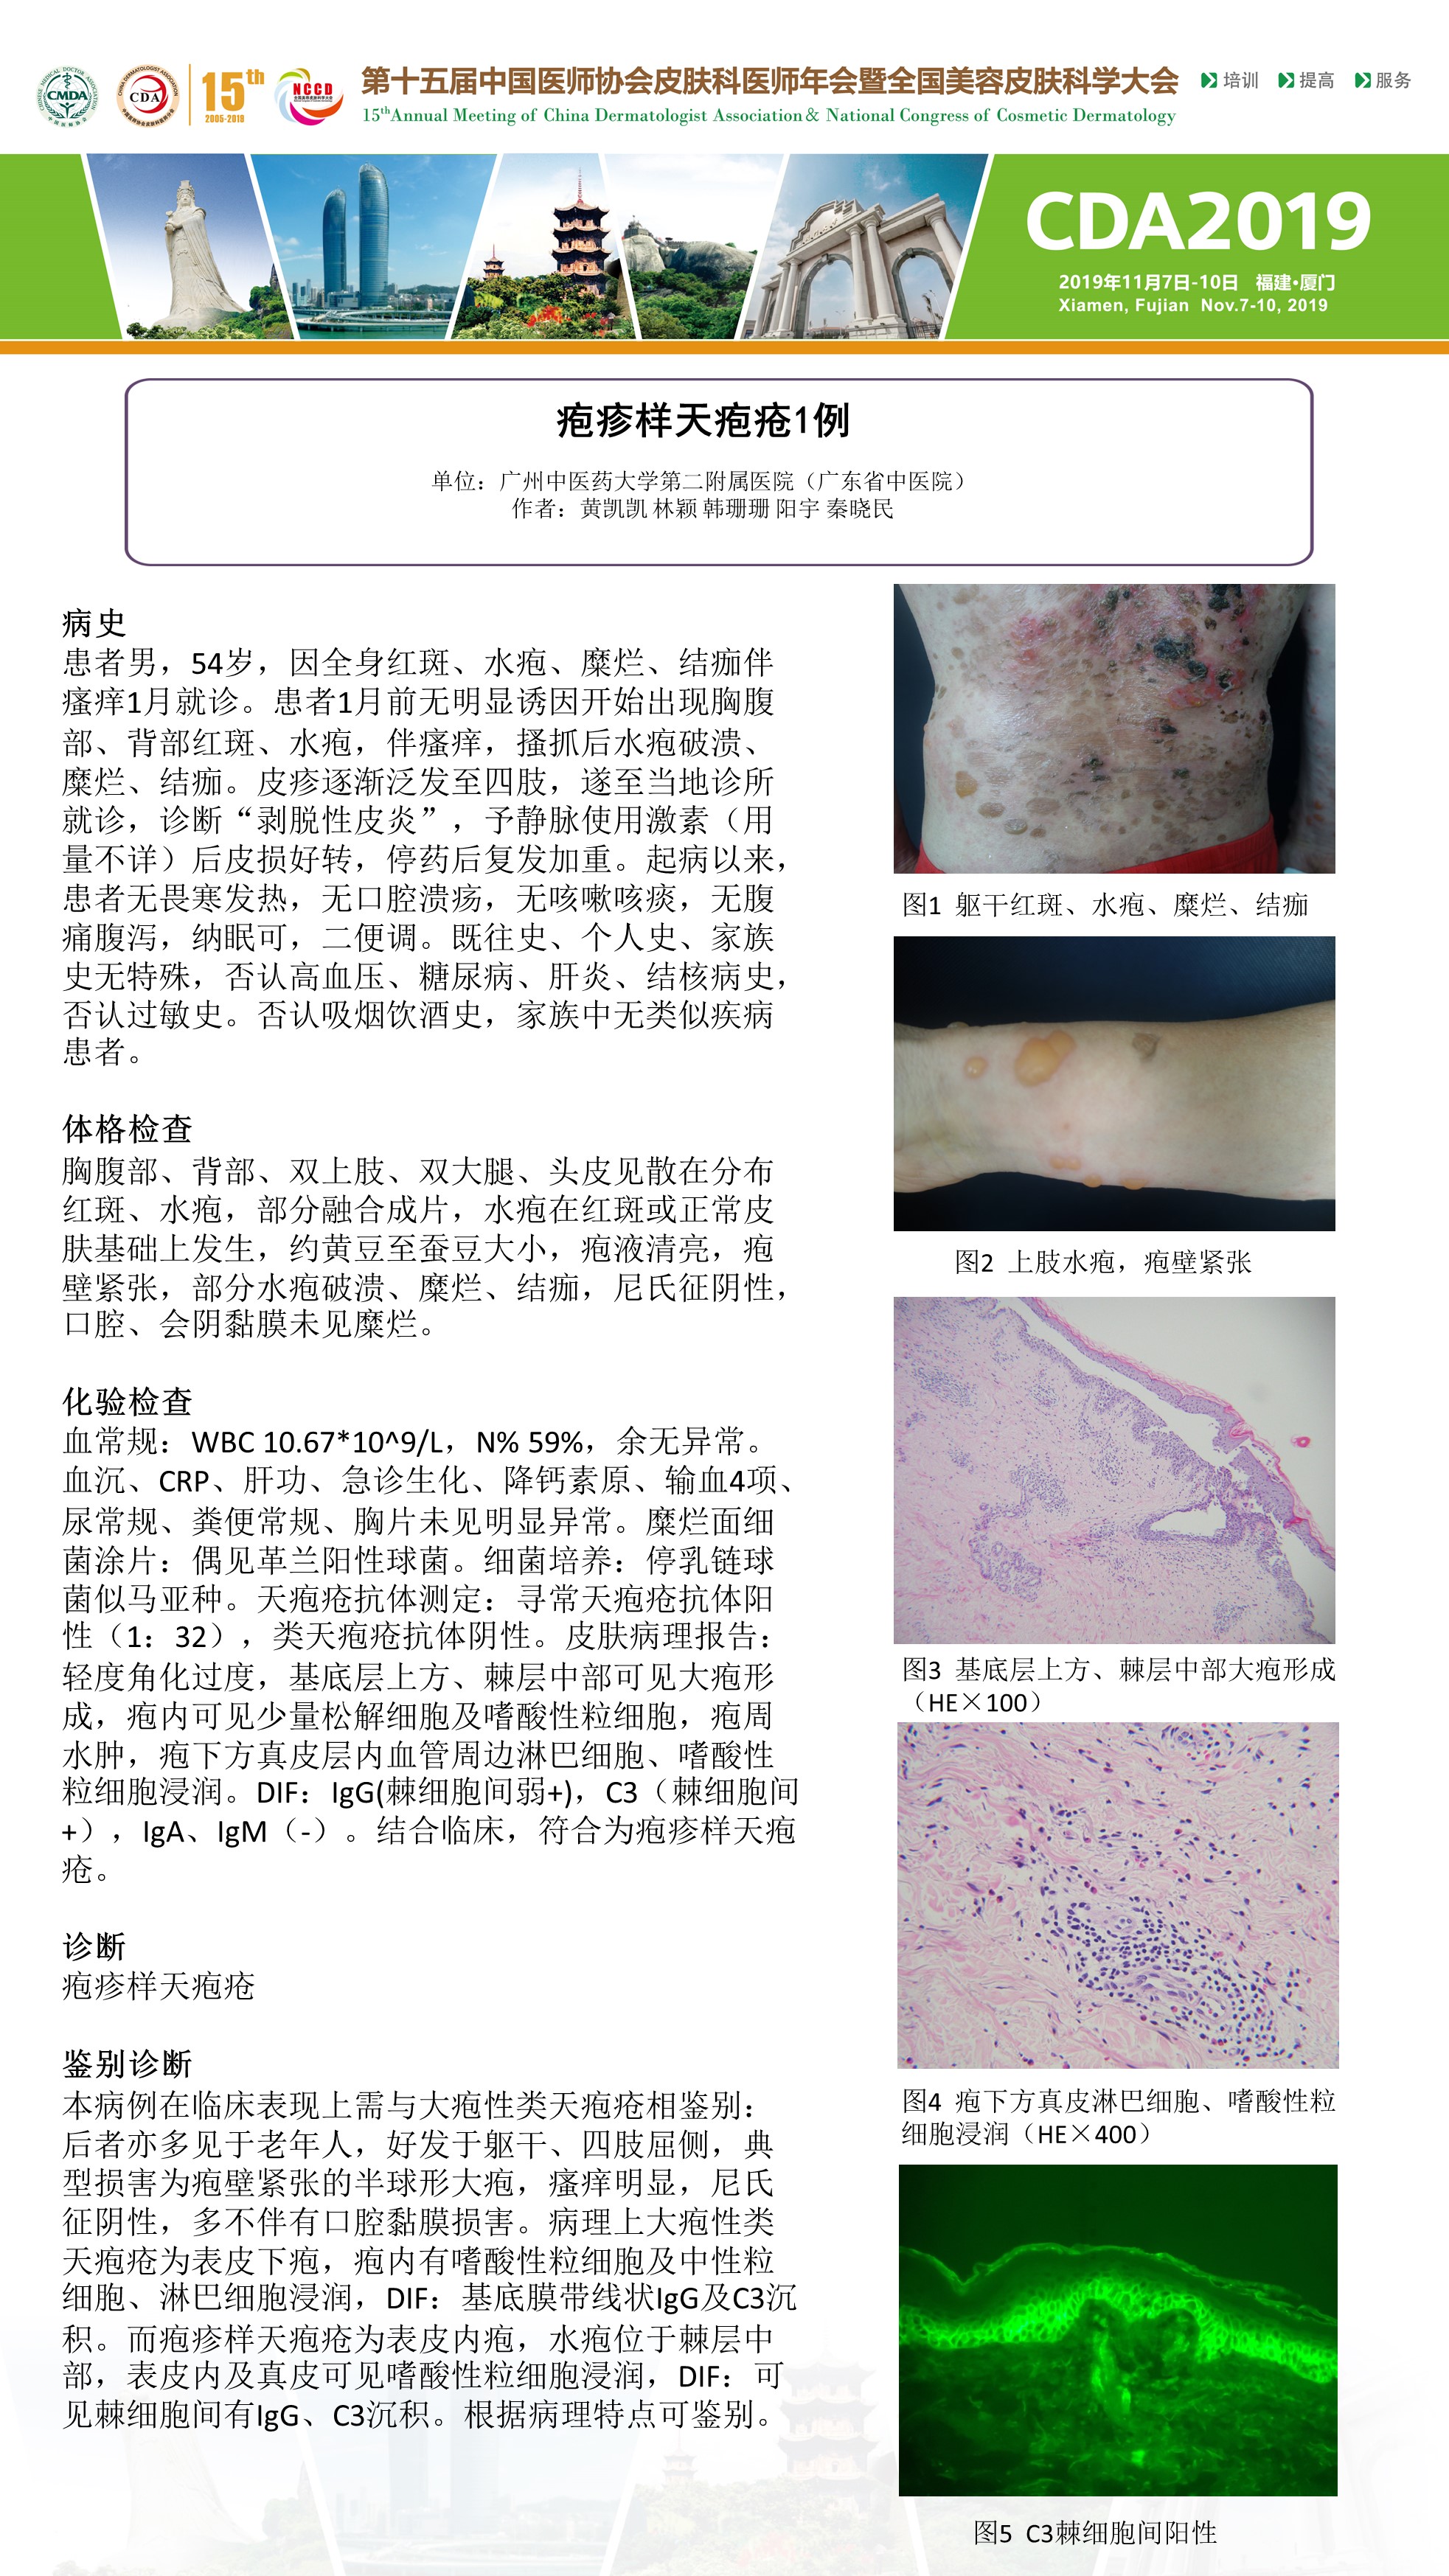 CHINESE MEDICAL DOCTOR ASSOCIATION
CMDA
中国医师协会
CHINA DERMATOLOGIST ASSOCIATION
CDA
中国医师协会皮肤科医师分会
15th
2005-2019
NCCD
全国美容皮肤科学大会
第十五届中国医师协会皮肤科医师年会暨全国美容皮肤科学大会
15thAnnual Meeting of China Dermatologist Association& National Congress of Cosmetic Dermatology
培训 提高 服务
CDA2019
2019年11月7日-10日 福建•厦门
Xiamen, Fujian Nov.7-10, 2019
疱疹样天疱疮1例
单位：广州中医药大学第二附属医院（广东省中医院）
作者：黄凯凯 林颖 韩珊珊 阳宇 秦晓民
病史
患者男，54岁，因全身红斑、水疱、糜烂、结痂伴
瘙痒1月就诊。患者1月前无明显诱因开始出现胸腹
部、背部红斑、水疱，伴瘙痒，搔抓后水疱破溃、
糜烂、结痂。皮疹逐渐泛发至四肢，遂至当地诊所
就诊，诊断“剥脱性皮炎”，予静脉使用激素（用
量不详）后皮损好转，停药后复发加重。起病以来，
患者无畏寒发热，无口腔溃疡，无咳嗽咳痰，无腹
痛腹泻，纳眠可，二便调。既往史、个人史、家族
史无特殊，否认高血压、糖尿病、肝炎、结核病史，
否认过敏史。否认吸烟饮酒史，家族中无类似疾病
患者。
体格检查
胸腹部、背部、双上肢、双大腿、头皮见散在分布
红斑、水疱，部分融合成片，水疱在红斑或正常皮
肤基础上发生，约黄豆至蚕豆大小，疱液清亮，疱
壁紧张，部分水疱破溃、糜烂、结痂，尼氏征阴性，
口腔、会阴黏膜未见糜烂。
化验检查
血常规：WBC 10.67*10^9/L，N% 59%，余无异常。
血沉、CRP、肝功、急诊生化、降钙素原、输血4项、
尿常规、粪便常规、胸片未见明显异常。糜烂面细
菌涂片：偶见革兰阳性球菌。细菌培养：停乳链球
菌似马亚种。天疱疮抗体测定：寻常天疱疮抗体阳
性（1：32），类天疱疮抗体阴性。皮肤病理报告：
轻度角化过度，基底层上方、棘层中部可见大疱形
成，疱内可见少量松解细胞及嗜酸性粒细胞，疱周
水肿，疱下方真皮层内血管周边淋巴细胞、嗜酸性
粒细胞浸润。DIF：IgG(棘细胞间弱+)，C3（棘细胞间
+），IgA、IgM（-）。结合临床，符合为疱疹样天疱
疮。
诊断
疱疹样天疱疮
鉴别诊断
本病例在临床表现上需与大疱性类天疱疮相鉴别：
后者亦多见于老年人，好发于躯干、四肢屈侧，典
型损害为疱壁紧张的半球形大疱，瘙痒明显，尼氏
征阴性，多不伴有口腔黏膜损害。病理上大疱性类
天疱疮为表皮下疱，疱内有嗜酸性粒细胞及中性粒
细胞、淋巴细胞浸润，DIF：基底膜带线状IgG及C3沉
积。而疱疹样天疱疮为表皮内疱，水疱位于棘层中
部，表皮内及真皮可见嗜酸性粒细胞浸润，DIF：可
见棘细胞间有IgG、C3沉积。根据病理特点可鉴别。
图1 躯干红斑、水疱、糜烂、结痂
图2 上肢水疱，疱壁紧张
图3 基底层上方、棘层中部大疱形成
（HE×100）
图4 疱下方真皮淋巴细胞、嗜酸性粒
细胞浸润（HE×400）
图5 C3棘细胞间阳性